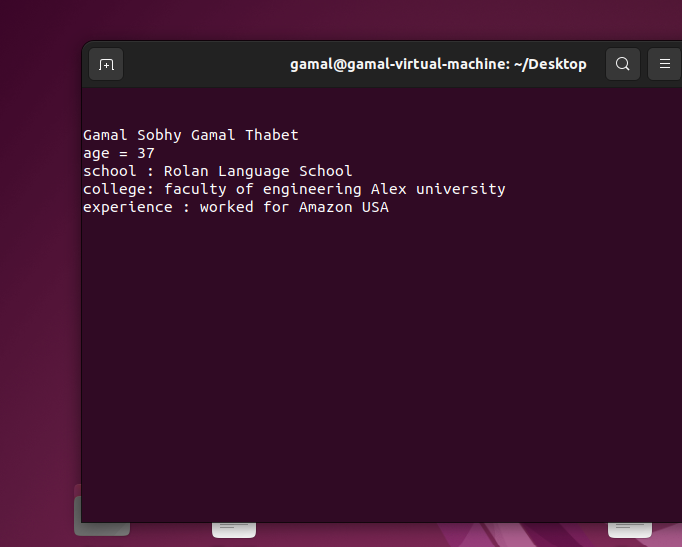 gamal@gamal-virtual-machine: ~/Desktop
Gamal Sobhy Gamal Thabet
age = 37
school : Rolan Language School
college: faculty of engineering Alex university
experience : worked for Amazon USA